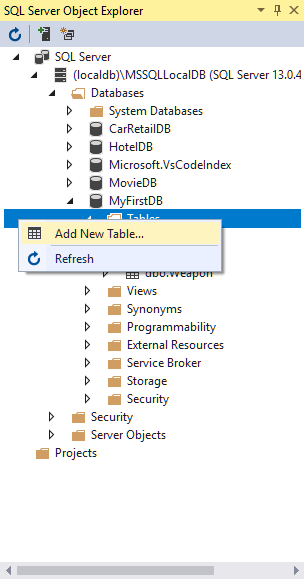 SQL Server Object Explorer
SQL Server
(localdb)\MSSQLLocalDB (SQL Server 13.0.4
Databases
System Databases
CarRetailDB
HotelDB
Microsoft.VsCodeIndex
MovieDB
MyFirstDB
Tables
Add New Table...
Refresh
dbo.Weapon
Views
Synonyms
Programmability
External Resources
Service Broker
Storage
Security
Security
Server Objects
Projects